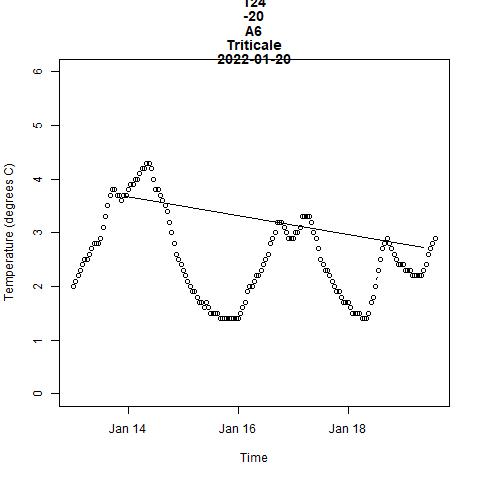 124
-20
A6
Triticale
2022-01-20
Temperature (degrees C)
6
5
4
3
2
1
0
Jan 14
Jan 16
Jan 18
Time